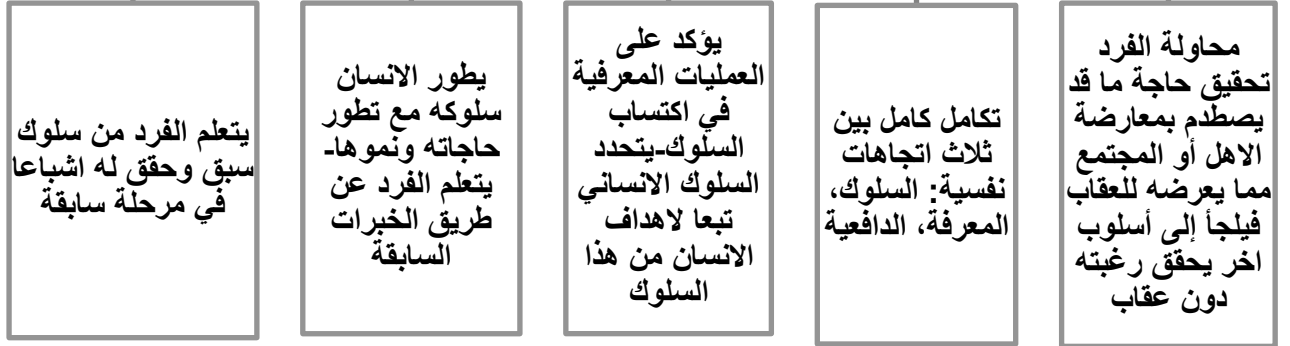 محاولة الفرد
تحقيق حاجة ما قد
يصطدم بمعارضة
الاهل أو المجتمع
مما يعرضه للعقاب
فيلجأ إلى أسلوب
اخر يحقق رغبته
دون عقاب
تكامل كامل بين
ثلاث اتجاهات
نفسية: السلوك،
المعرفة، الدافعية
يؤكد على
العمليات المعرفية
في اكتساب
السلوك-يتحدد
السلوك الانساني
تبعا لاهداف
الانسان من هذا
السلوك
يطور الانسان
سلوكه مع تطور
حاجاته ونموها-
يتعلم الفرد عن
طريق الخبرات
السابقة
يتعلم الفرد من سلوك
سبق وحقق له اشباعا
في مرحلة سابقة